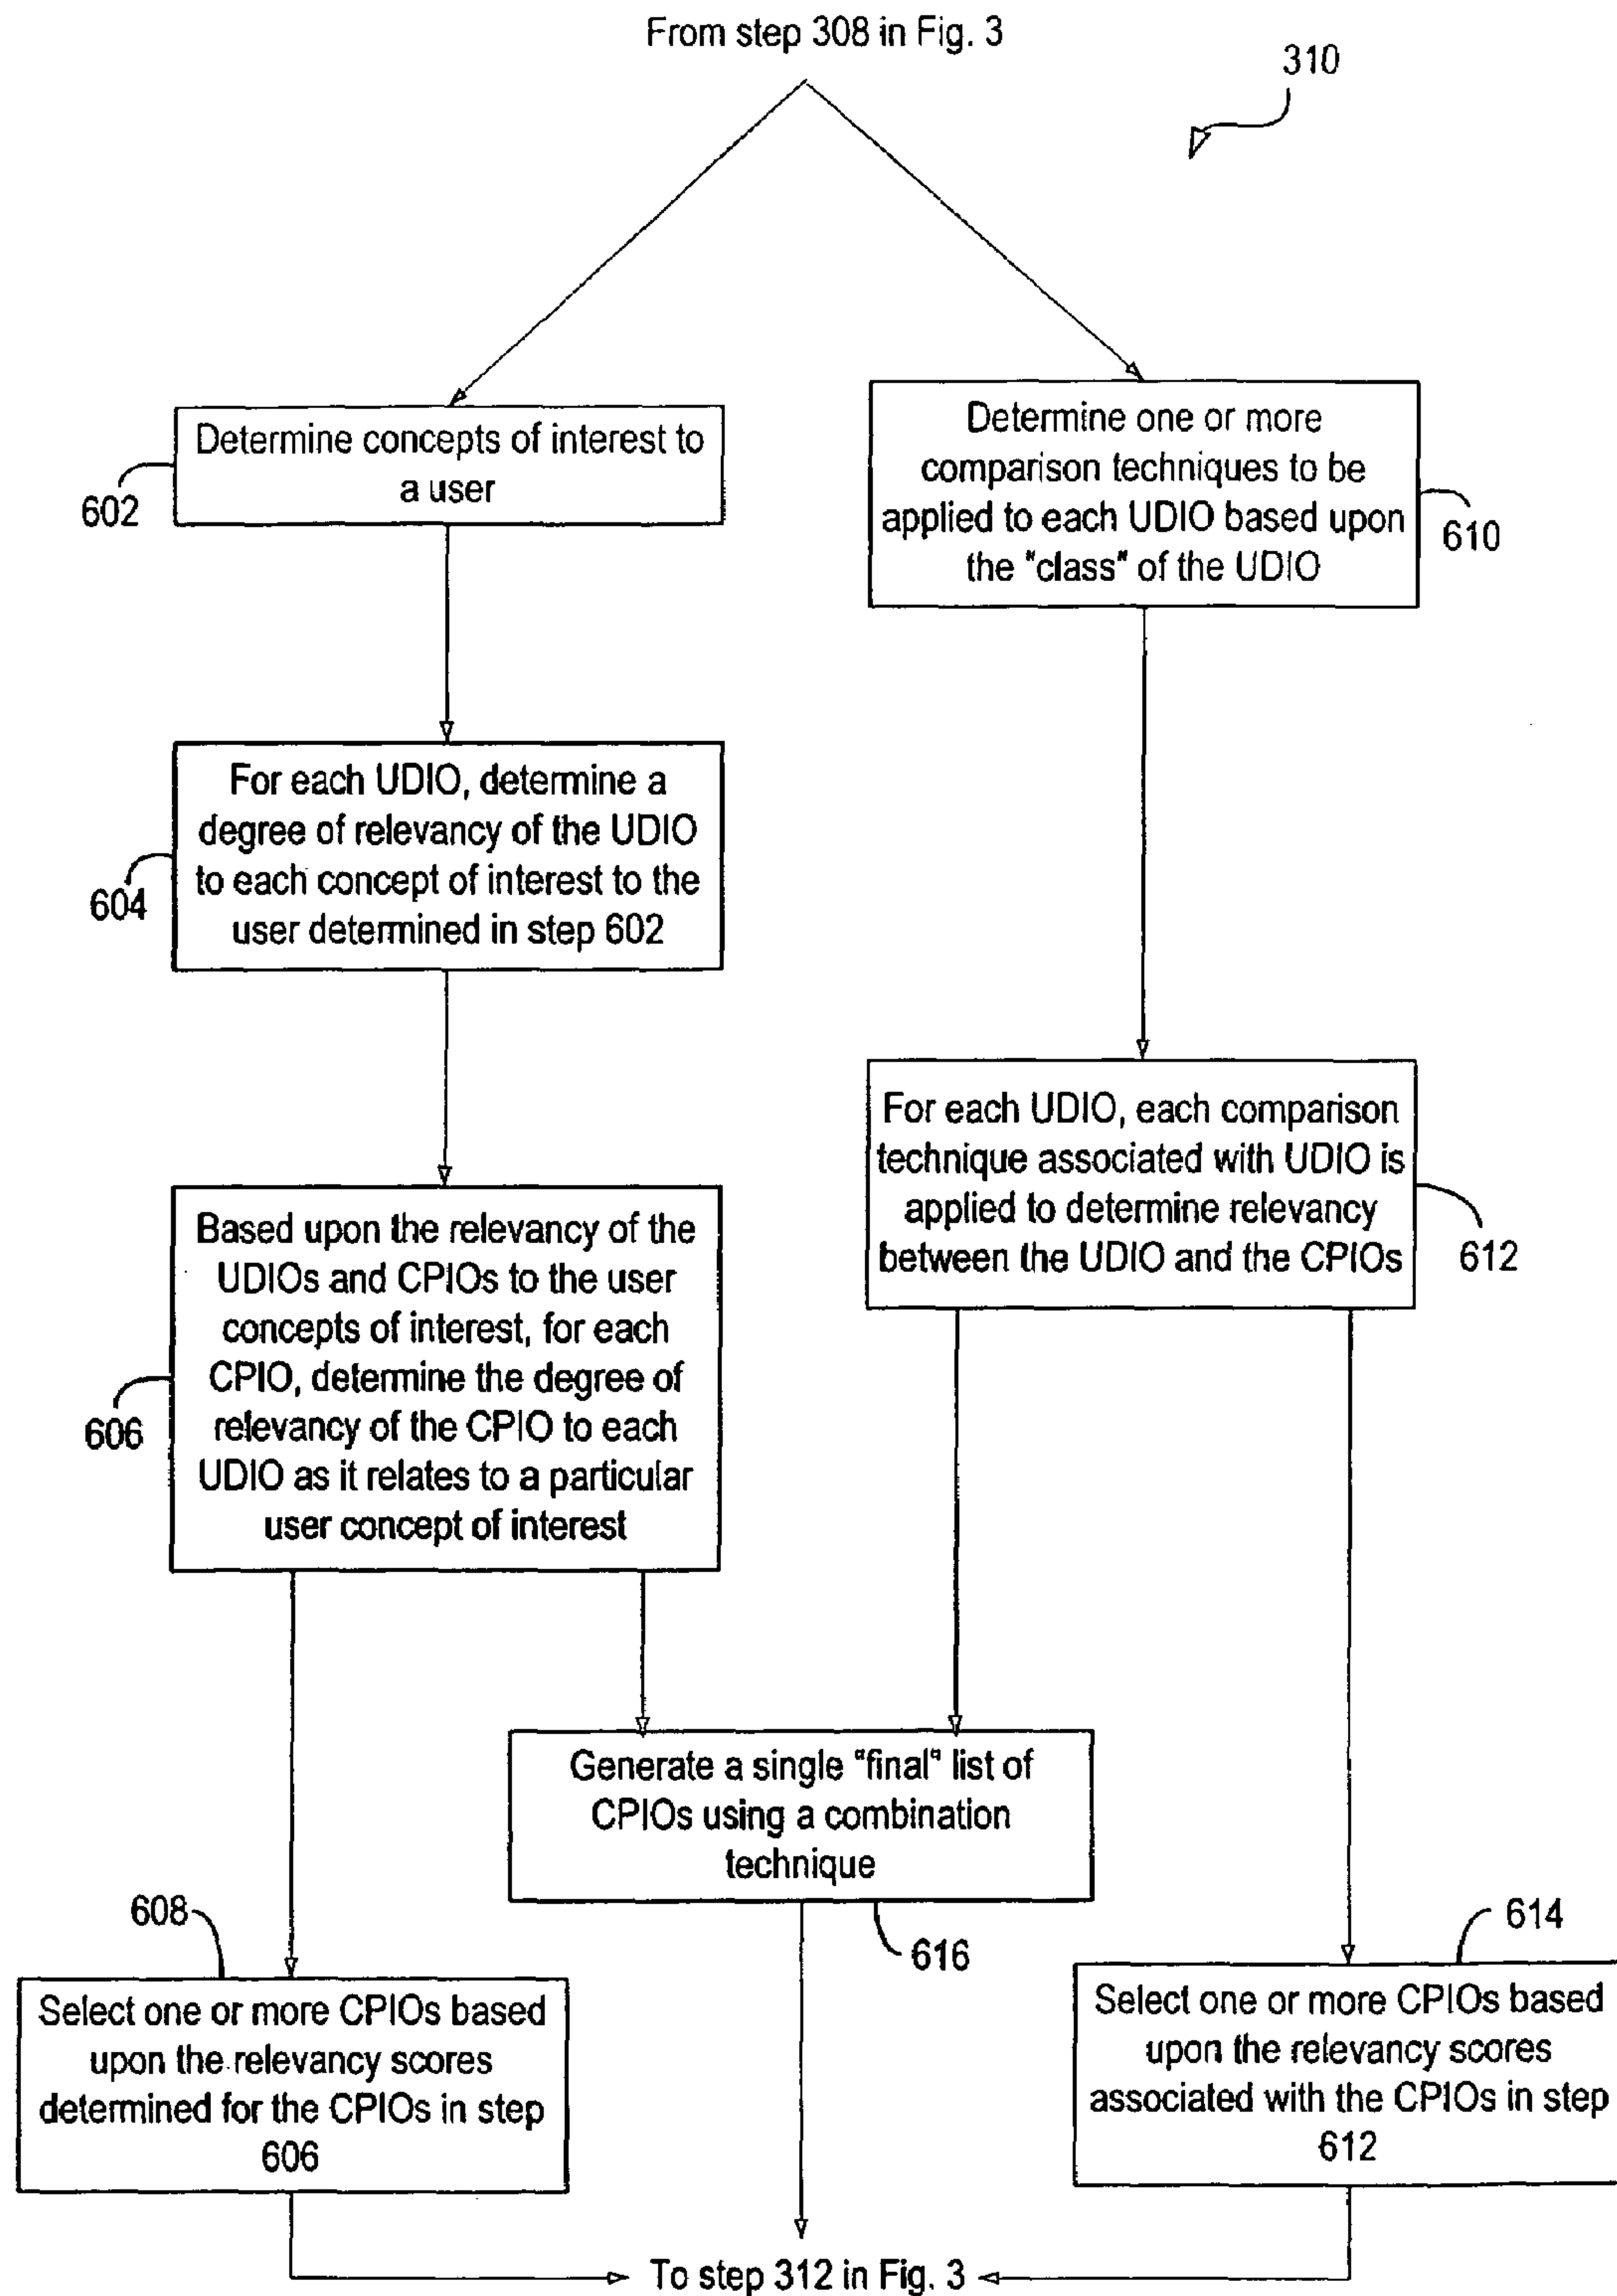 From step 308 in Fig. 3
310
Determine concepts of interest to
a user
602
Determine one or more
comparison techniques to be
applied to each UDIO based upon
the "class" of the UDIO
610
For each UDIO, determine a
degree of relevancy of the UDIO
to each concept of interest to the
user determined in step 602
604
For each UDIO, each comparison
technique associated with UDIO is
applied to determine relevancy
between the UDIO and the CPIOs
612
Based upon the relevancy of the
UDIOs and CPIOs to the user
concepts of interest, for each
CPIO, determine the degree of
relevancy of the CPIO to each
UDIO as it relates to a particular
user concept of interest
606
Generate a single "final" list of
CPIOs using a combination
technique
616
608
Select one or more CPIOs based
upon the relevancy scores
determined for the CPIOs in step
606
614
Select one or more CPIOs based
upon the relevancy scores
associated with the CPIOs in step
612
To step 312 in Fig. 3